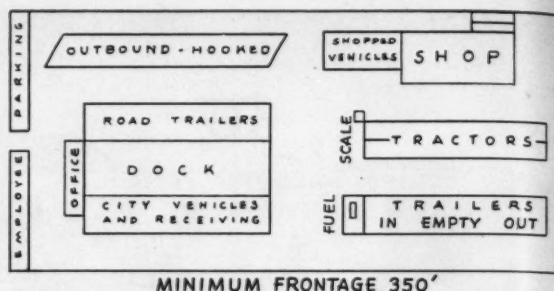 PARKING
OUTBOUND - HOOKED
SHOPPED
VEHICLES
SHOP
ROAD TRAILERS
SCALE
TRACTORS
OFFICE
DOCK
EMPLOYEE
CITY VEHICLES
AND RECEIVING
FUEL
TRAILERS
IN EMPTY OUT
MINIMUM FRONTAGE 350'